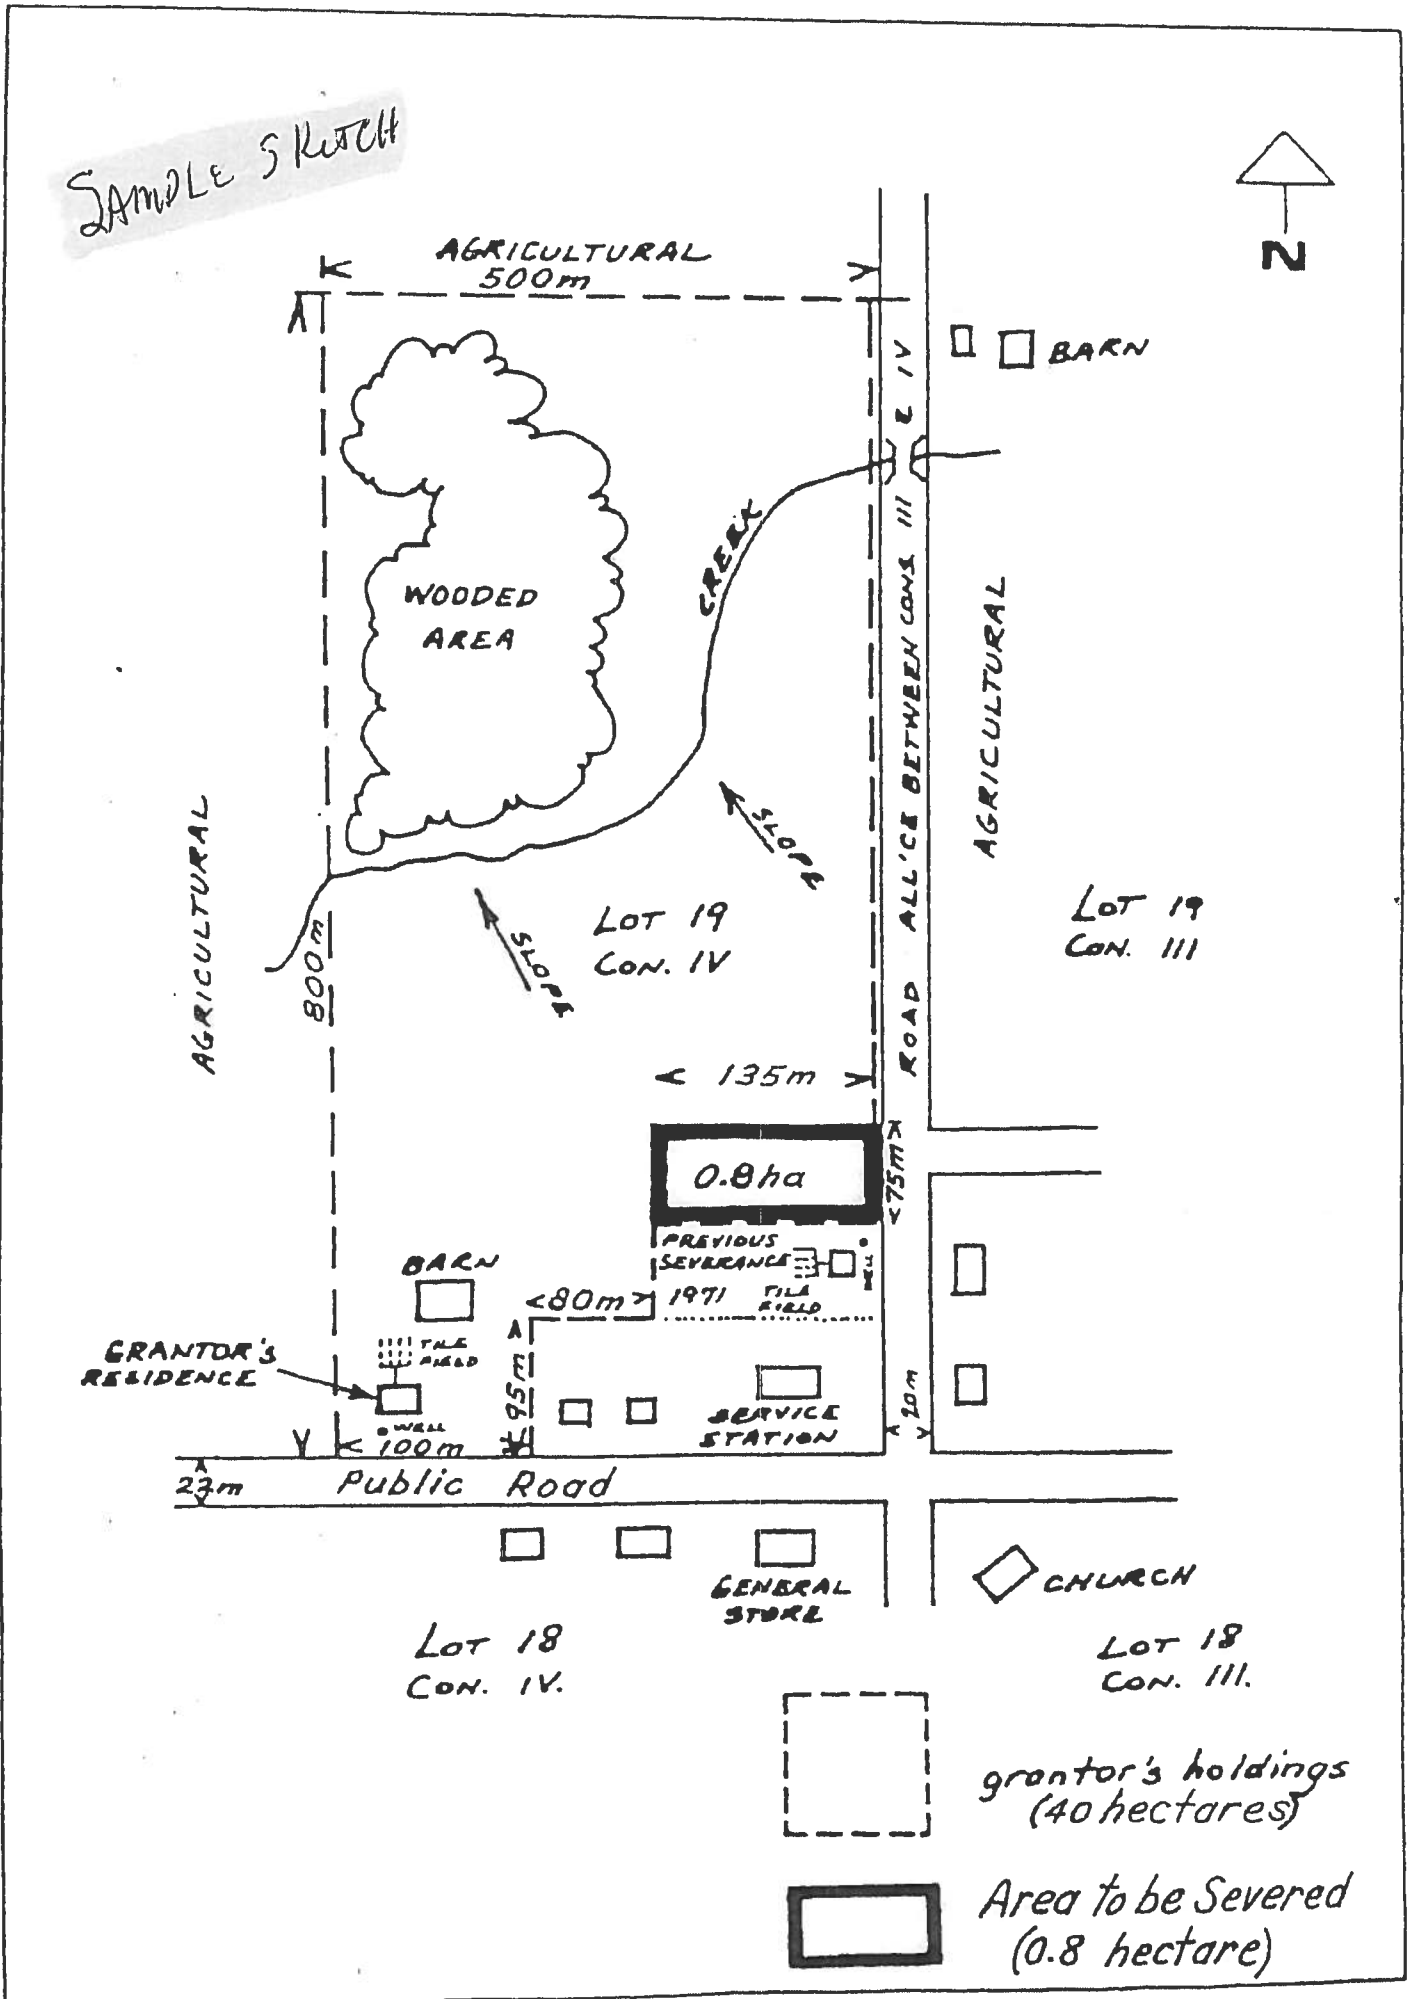 SAMPLE SKETCH
N
AGRICULTURAL
500m
BARN
ROAD ALL'CE BETWEEN CONS III & IV
CREEK
WOODED
AREA
AGRICULTURAL
SLOPE
AGRICULTURAL
800m
SLOPE
LOT 19
CON. IV
LOT 19
CON. III
135m
0.8ha
75m
PREVIOUS
SEVERANCE
1971
TILE
FIELD
WELL
BARN
80m
GRANTOR'S
RESIDENCE
TILE
FIELD
95m
SERVICE
STATION
20m
WELL
100m
23m
Public Road
GENERAL
STORE
CHURCH
LOT 18
CON. IV.
LOT 18
CON. III.
grantor's holdings
(40 hectares)
Area to be Severed
(0.8 hectare)